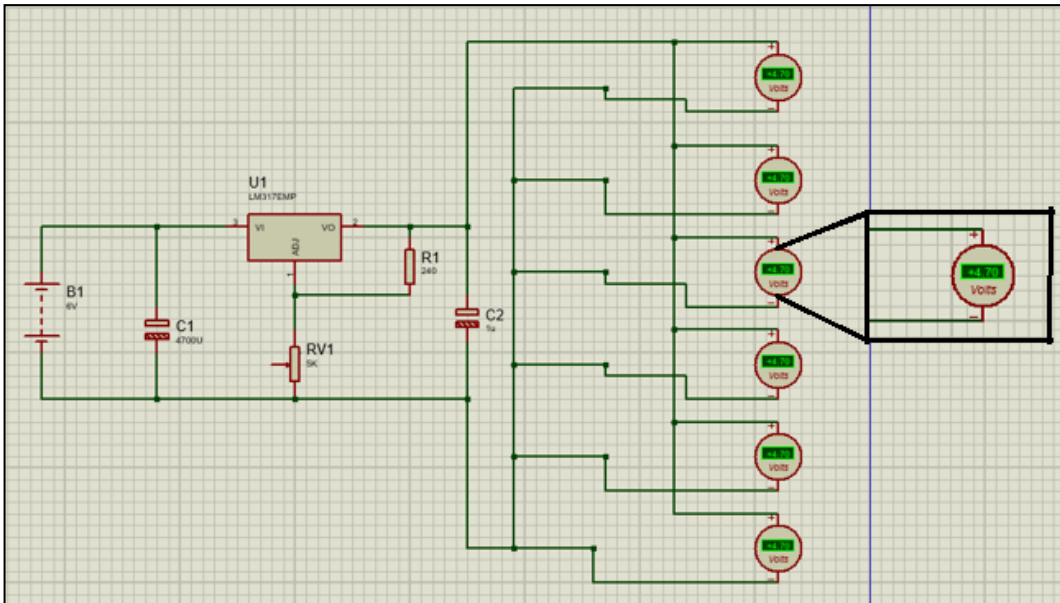 +4.70
Volts
+4.70
Volts
U1
LM317EMP
3
VI
VO
2
ADJ
1
R1
240
+4.70
Volts
+4.70
Volts
B1
6V
C1
4700U
C2
1u
RV1
5K
+4.70
Volts
+4.70
Volts
+4.70
Volts